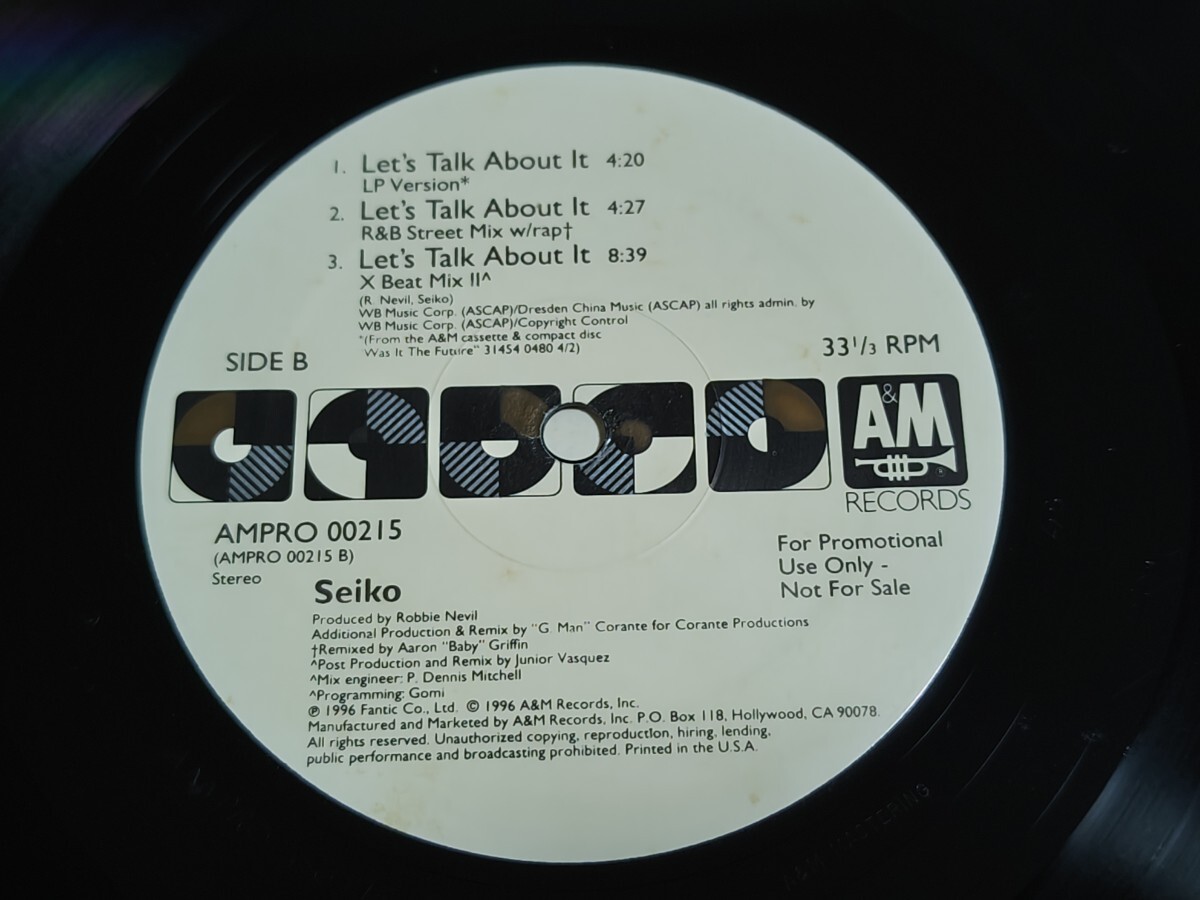 1. Let's Talk About It 4:20
LP Version*
2. Let's Talk About It 4:27
R&B Street Mix w/rap†
3. Let's Talk About It 8:39
X Beat Mix II^
(R. Nevil, Seiko)
WB Music Corp. (ASCAP)/Dresden China Music (ASCAP) all rights admin. by
WB Music Corp. (ASCAP)/Copyright Control
*(From the A&M cassette & compact disc
Was It The Future" 31454 0480 4/2)
SIDE B
33 1/3 RPM
A&M
RECORDS
AMPRO 00215
(AMPRO 00215 B)
Stereo
For Promotional
Use Only -
Not For Sale
Seiko
Produced by Robbie Nevil
Additional Production & Remix by "G. Man" Corante for Corante Productions
†Remixed by Aaron "Baby" Griffin
^Post Production and Remix by Junior Vasquez
^Mix engineer: P. Dennis Mitchell
^Programming: Gomi
℗ 1996 Fantic Co., Ltd. © 1996 A&M Records, Inc.
Manufactured and Marketed by A&M Records, Inc. P.O. Box 118, Hollywood, CA 90078.
All rights reserved. Unauthorized copying, reproduction, hiring, lending,
public performance and broadcasting prohibited. Printed in the U.S.A.